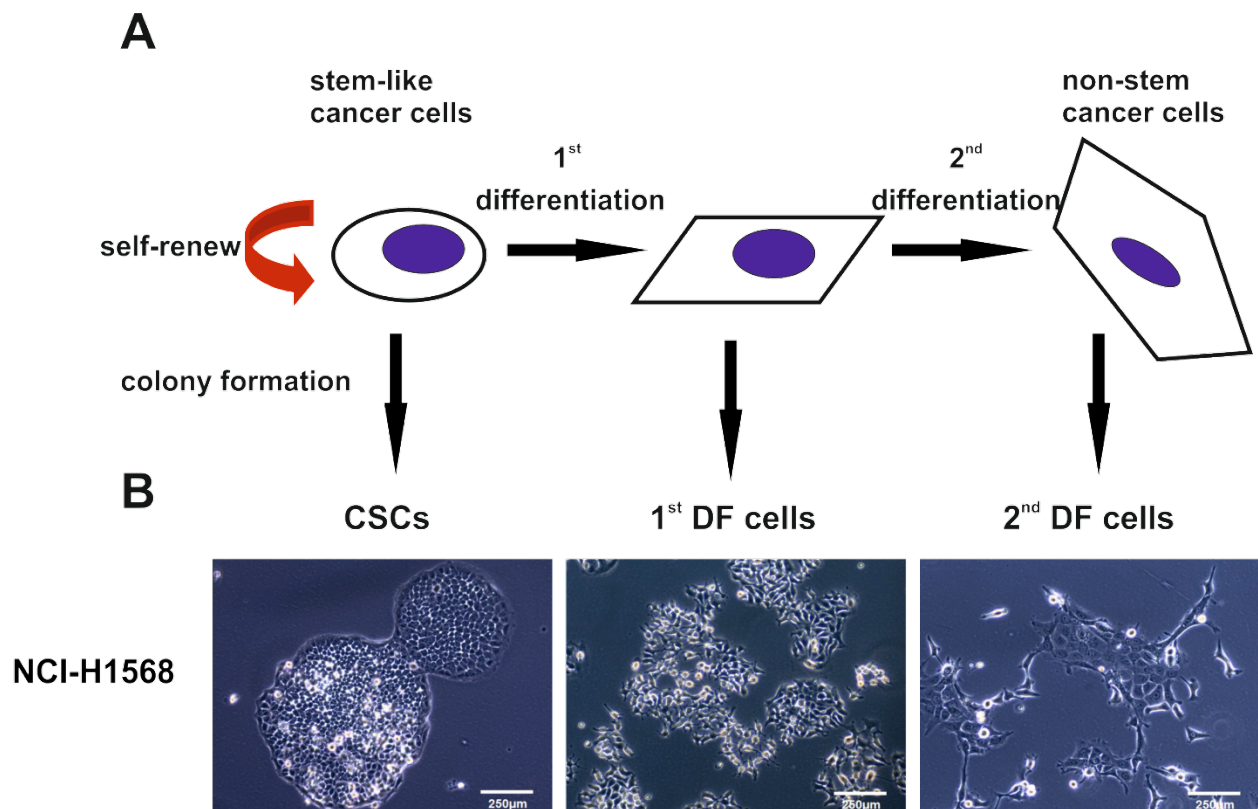 A
stem-like
cancer cells
non-stem
cancer cells
1st
differentiation
2nd
differentiation
self-renew
colony formation
B
CSCs
1st DF cells
2nd DF cells
NCI-H1568
250µm
250µm
250µm